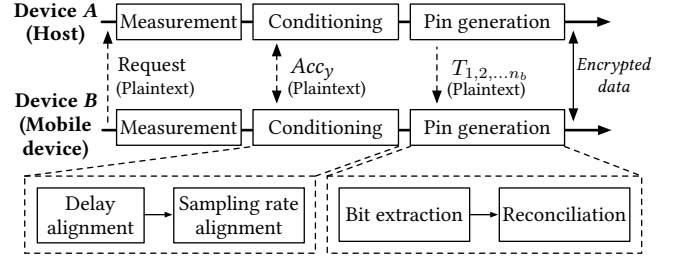 Device A
(Host)
Measurement
Conditioning
Pin generation
Request
(Plaintext)
Acc_y
(Plaintext)
T_{1,2,...n_b}
(Plaintext)
Encrypted
data
Device B
(Mobile
device)
Measurement
Conditioning
Pin generation
Delay
alignment
Sampling rate
alignment
Bit extraction
Reconciliation